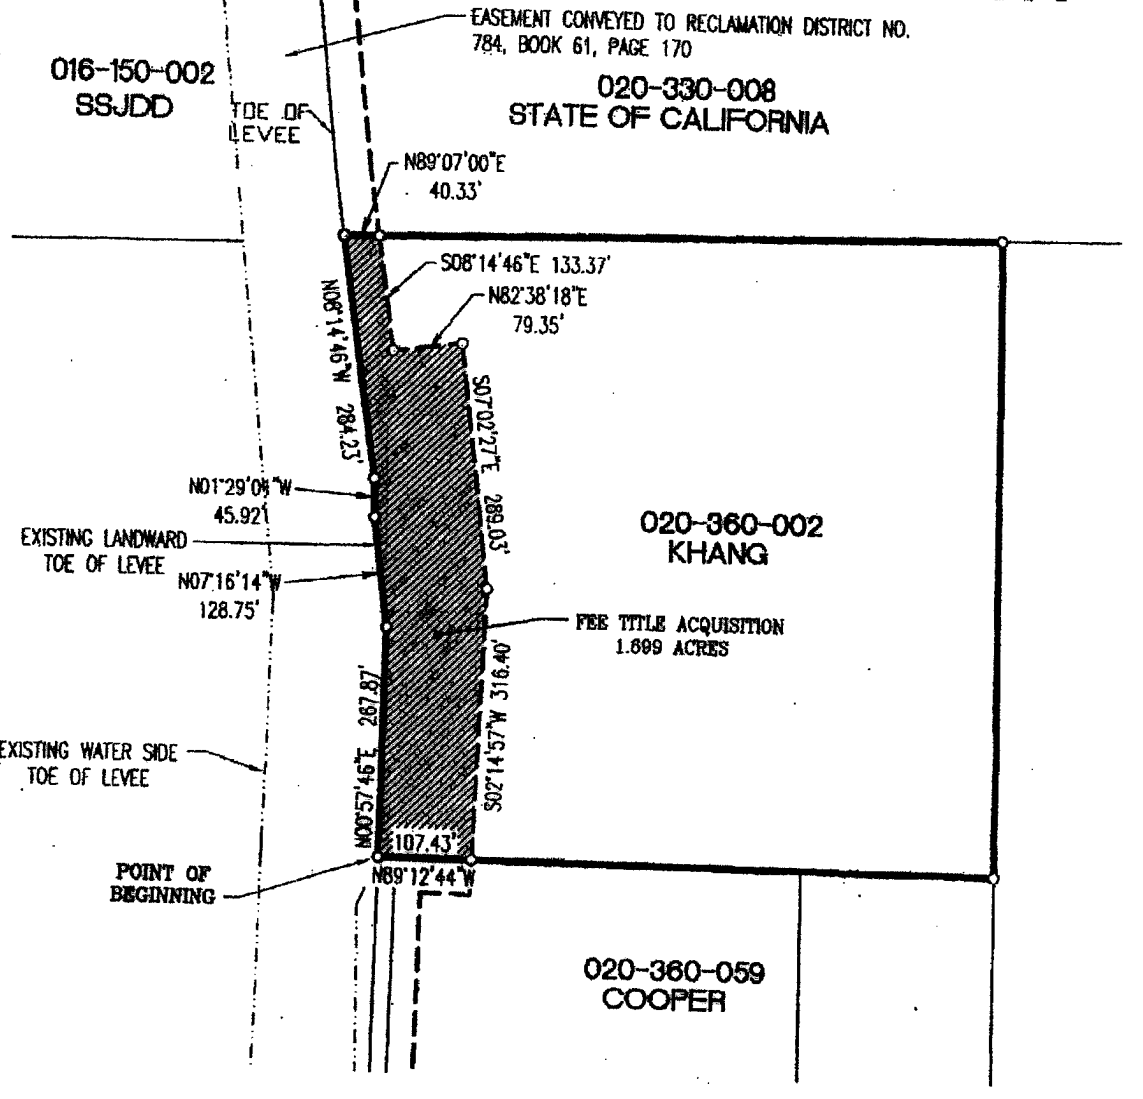 EASEMENT CONVEYED TO RECLAMATION DISTRICT NO.
784, BOOK 61, PAGE 170
016-150-002
SSJDD
020-330-008
STATE OF CALIFORNIA
TOE OF
LEVEE
N89°07'00"E
40.33'
S08°14'46"E 133.37'
N82°38'18"E
79.35'
N08°14'46"W 284.23'
S07°02'27"E 289.03'
N01°29'04"W
45.92'
EXISTING LANDWARD
TOE OF LEVEE
N07°16'14"W
128.75'
020-360-002
KHANG
FEE TITLE ACQUISITION
1.699 ACRES
N00°57'46"E 267.87'
S02°14'57"W 316.40'
EXISTING WATER SIDE
TOE OF LEVEE
107.43'
N89°12'44"W
POINT OF
BEGINNING
020-360-059
COOPER